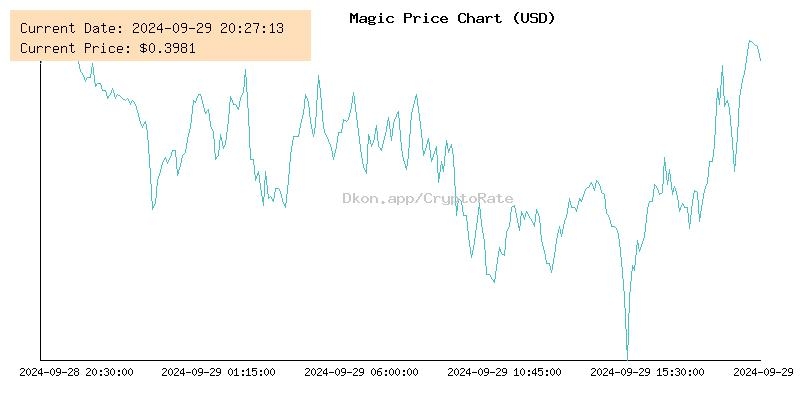 Magic Price Chart (USD)
Current Date: 2024-09-29 20:27:13
Current Price: $0.3981
Dkon.app/CryptoRate
2024-09-28 20:30:00 2024-09-29 01:15:00 2024-09-29 06:00:00 2024-09-29 10:45:00 2024-09-29 15:30:00 2024-09-29